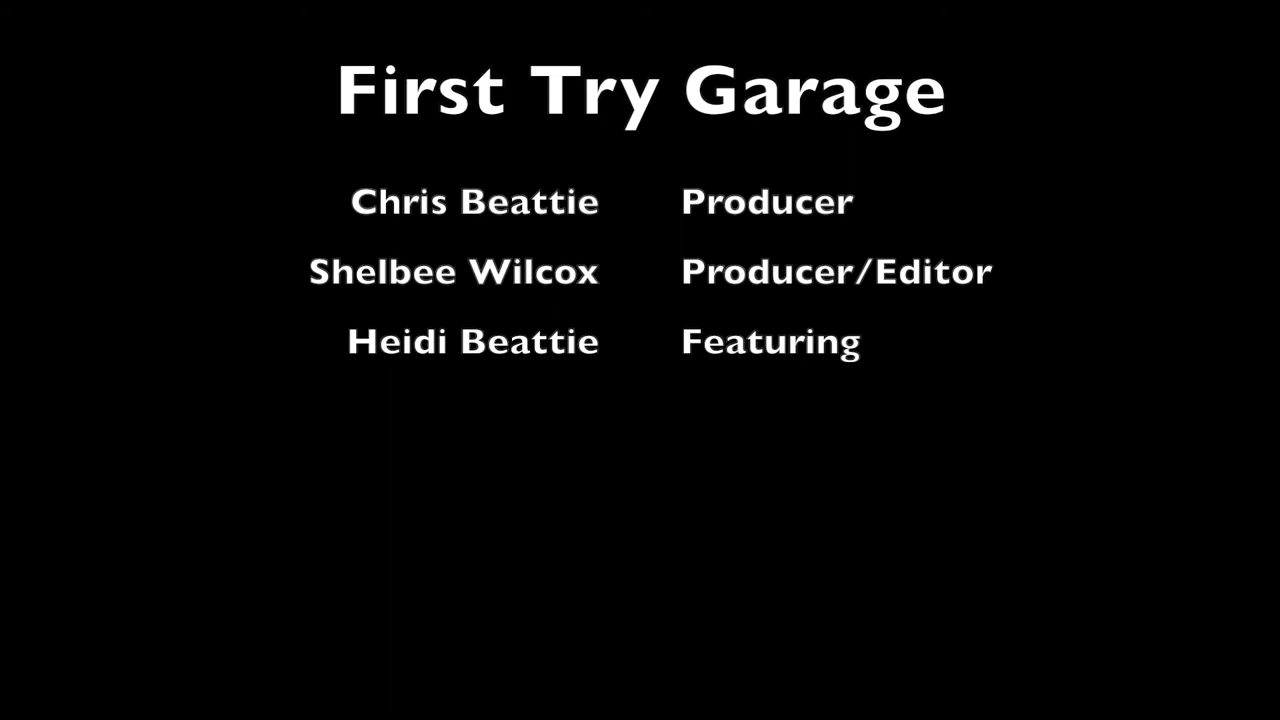 First Try Garage
Chris Beattie Producer
Shelbee Wilcox Producer/Editor
Heidi Beattie Featuring